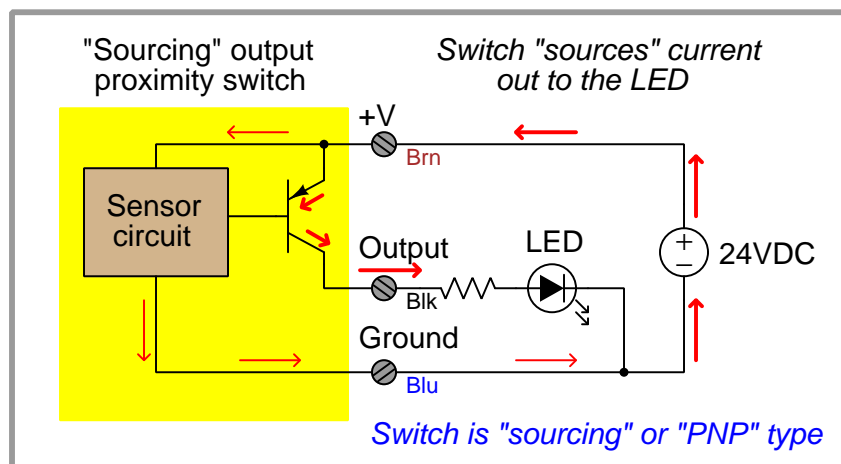 "Sourcing" output
proximity switch
Switch "sources" current
out to the LED
+V
Brn
Sensor
circuit
Output
LED
+
−
24VDC
Blk
Ground
Blu
Switch is "sourcing" or "PNP" type